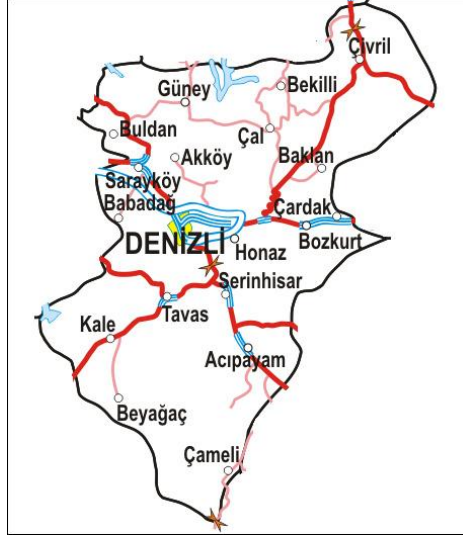 Çivril
Güney
Bekilli
Buldan
Çal
Akköy
Baklan
Sarayköy
Babadağ
Çardak
DENİZLİ
Honaz
Bozkurt
Serinhisar
Tavas
Kale
Acıpayam
Beyağaç
Çameli